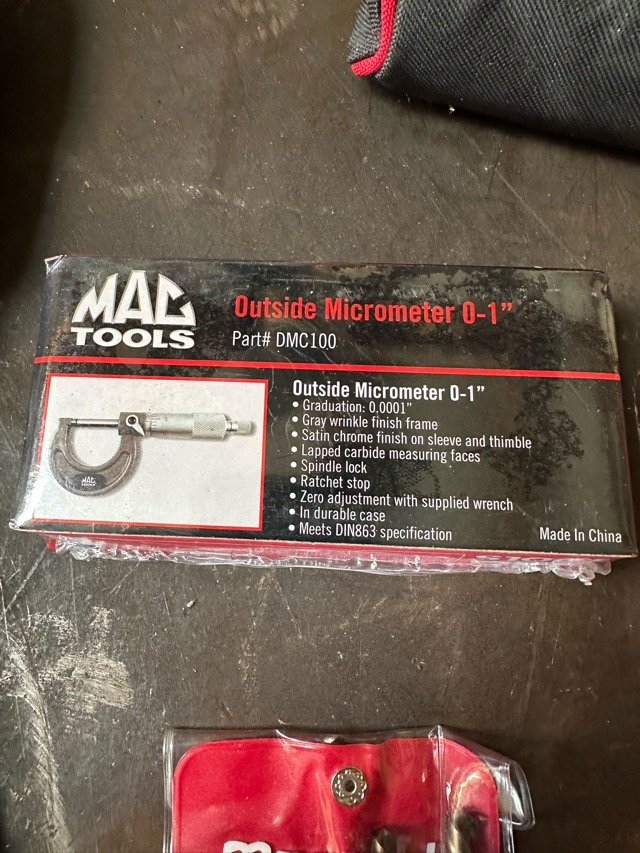 MAC
TOOLS
Outside Micrometer 0-1”
Part# DMC100
Outside Micrometer 0-1”
• Graduation: 0,0001”
• Gray wrinkle finish frame
• Satin chrome finish on sleeve and thimble
• Lapped carbide measuring faces
• Spindle lock
• Ratchet stop
• Zero adjustment with supplied wrench
• In durable case
• Meets DIN863 specification
Made In China
MAC
TOOLS